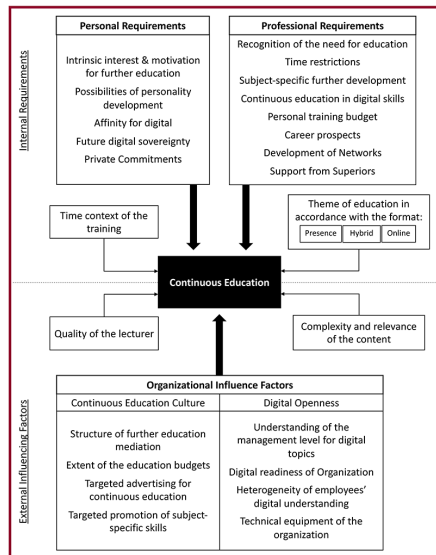 Personal Requirements
Intrinsic interest & motivation
for further education
Possibilities of personality
development
Affinity for digital
Future digital sovereignty
Private Commitments
Professional Requirements
Recognition of the need for education
Time restrictions
Subject-specific further development
Continuous education in digital skills
Personal training budget
Career prospects
Development of Networks
Support from Superiors
Internal Requirements
Time context of the
training
Theme of education in
accordance with the format:
Presence Hybrid Online
Continuous Education
Quality of the lecturer
Complexity and relevance
of the content
External Influencing Factors
Organizational Influence Factors
Continuous Education Culture
Structure of further education
mediation
Extent of the education budgets
Targeted advertising for
continuous education
Targeted promotion of subject-
specific skills
Digital Openness
Understanding of the
management level for digital
topics
Digital readiness of Organization
Heterogeneity of employees'
digital understanding
Technical equipment of the
organization